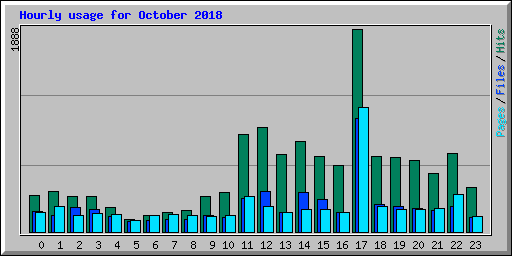 Hourly usage for October 2018
1888
Pages / Files / Hits
0 1 2 3 4 5 6 7 8 9 10 11 12 13 14 15 16 17 18 19 20 21 22 23